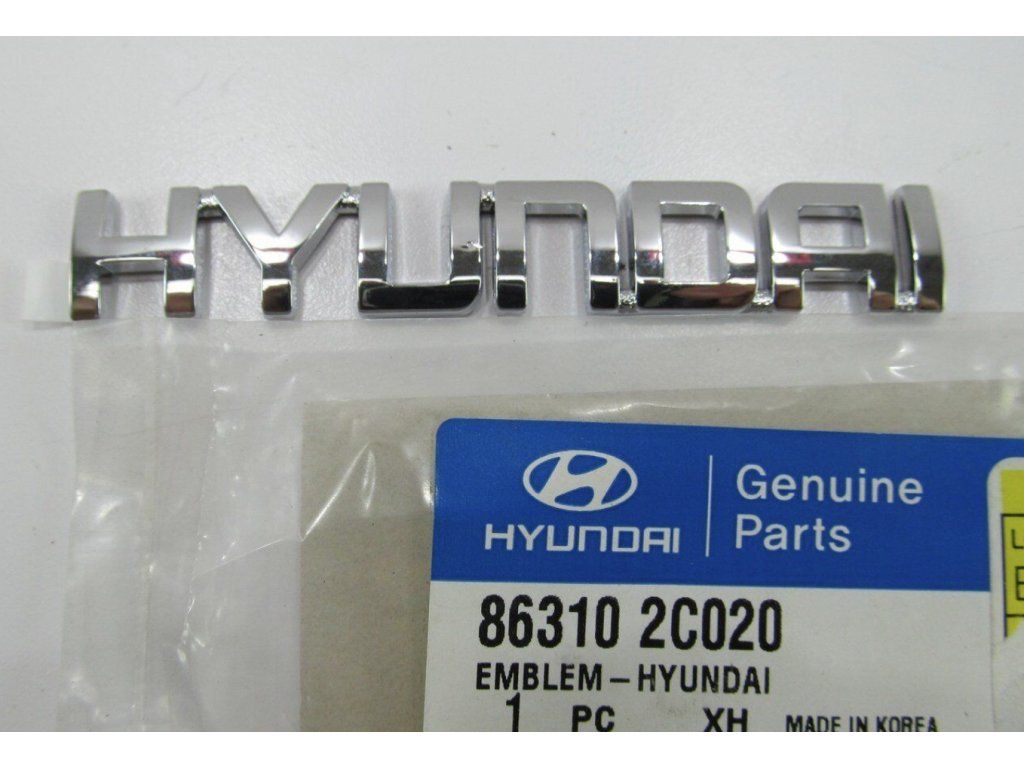 HYUNDAI
HYUNDAI
Genuine
Parts
86310 2C020
EMBLEM-HYUNDAI
1 PC XH MADE IN KOREA